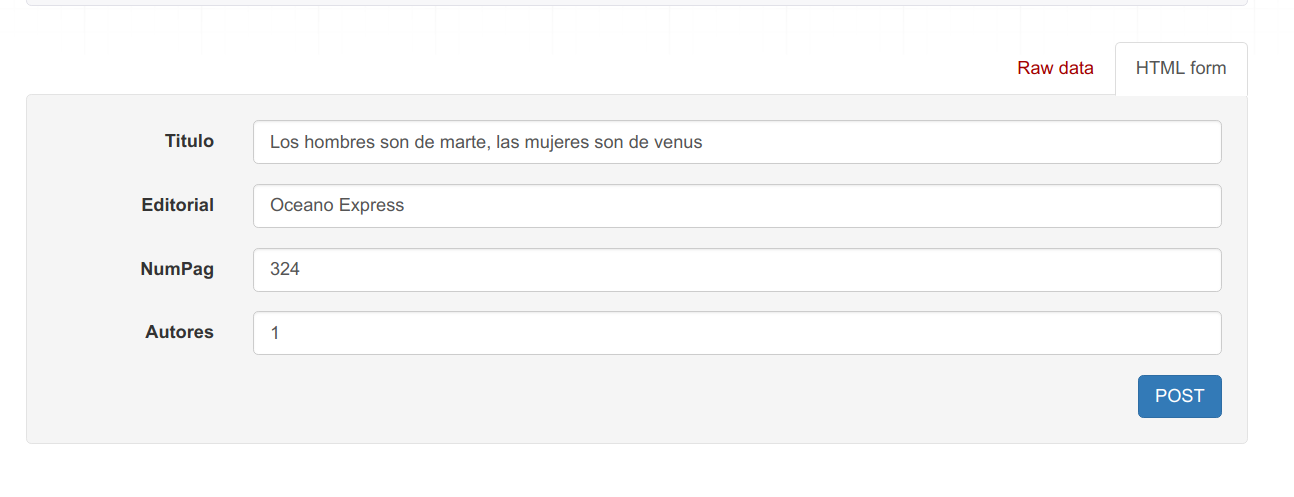 Raw data HTML form
Titulo Los hombres son de marte, las mujeres son de venus
Editorial Oceano Express
NumPag 324
Autores 1
POST